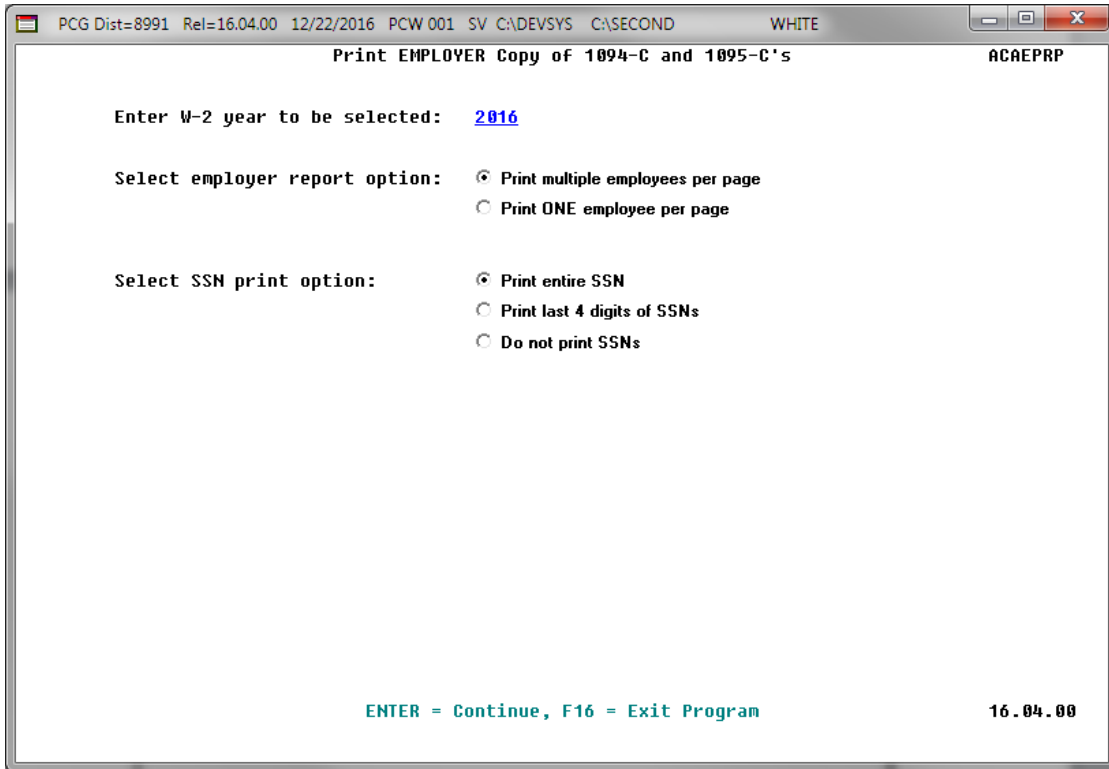 PCG Dist=8991 Rel=16.04.00 12/22/2016 PCW 001 SV C:\DEVSYS C:\SECOND WHITE
Print EMPLOYER Copy of 1094-C and 1095-C's ACAEPRP
Enter W-2 year to be selected: 2016
Select employer report option: Print multiple employees per page
Print ONE employee per page
Select SSN print option: Print entire SSN
Print last 4 digits of SSNs
Do not print SSNs
ENTER = Continue, F16 = Exit Program 16.04.00